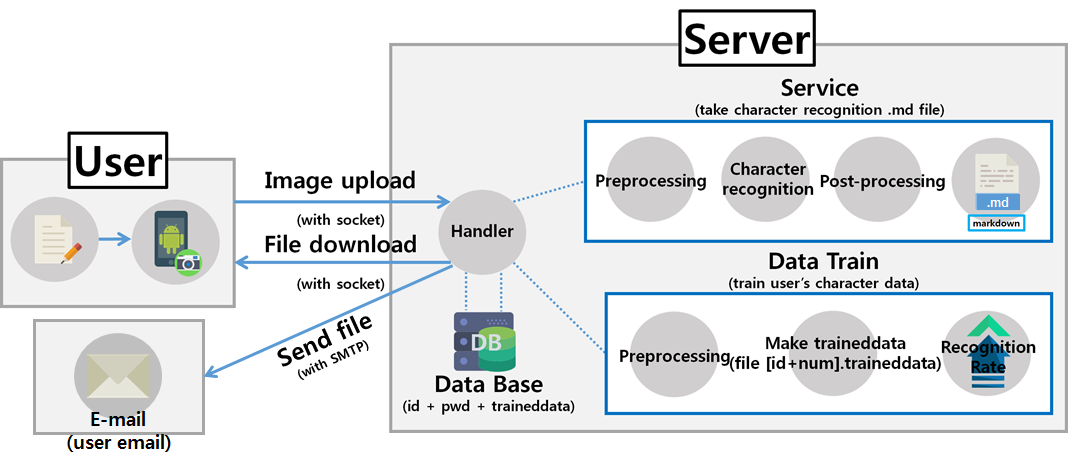 Server
Service
(take character recognition .md file)
Preprocessing
Character
recognition
Post-processing
.md
markdown
User
Image upload
(with socket)
File download
(with socket)
Handler
Send file
(with SMTP)
E-mail
(user email)
DB
Data Base
(id + pwd + traineddata)
Data Train
(train user's character data)
Preprocessing
Make traineddata
(file [id+num].traineddata)
Recognition
Rate